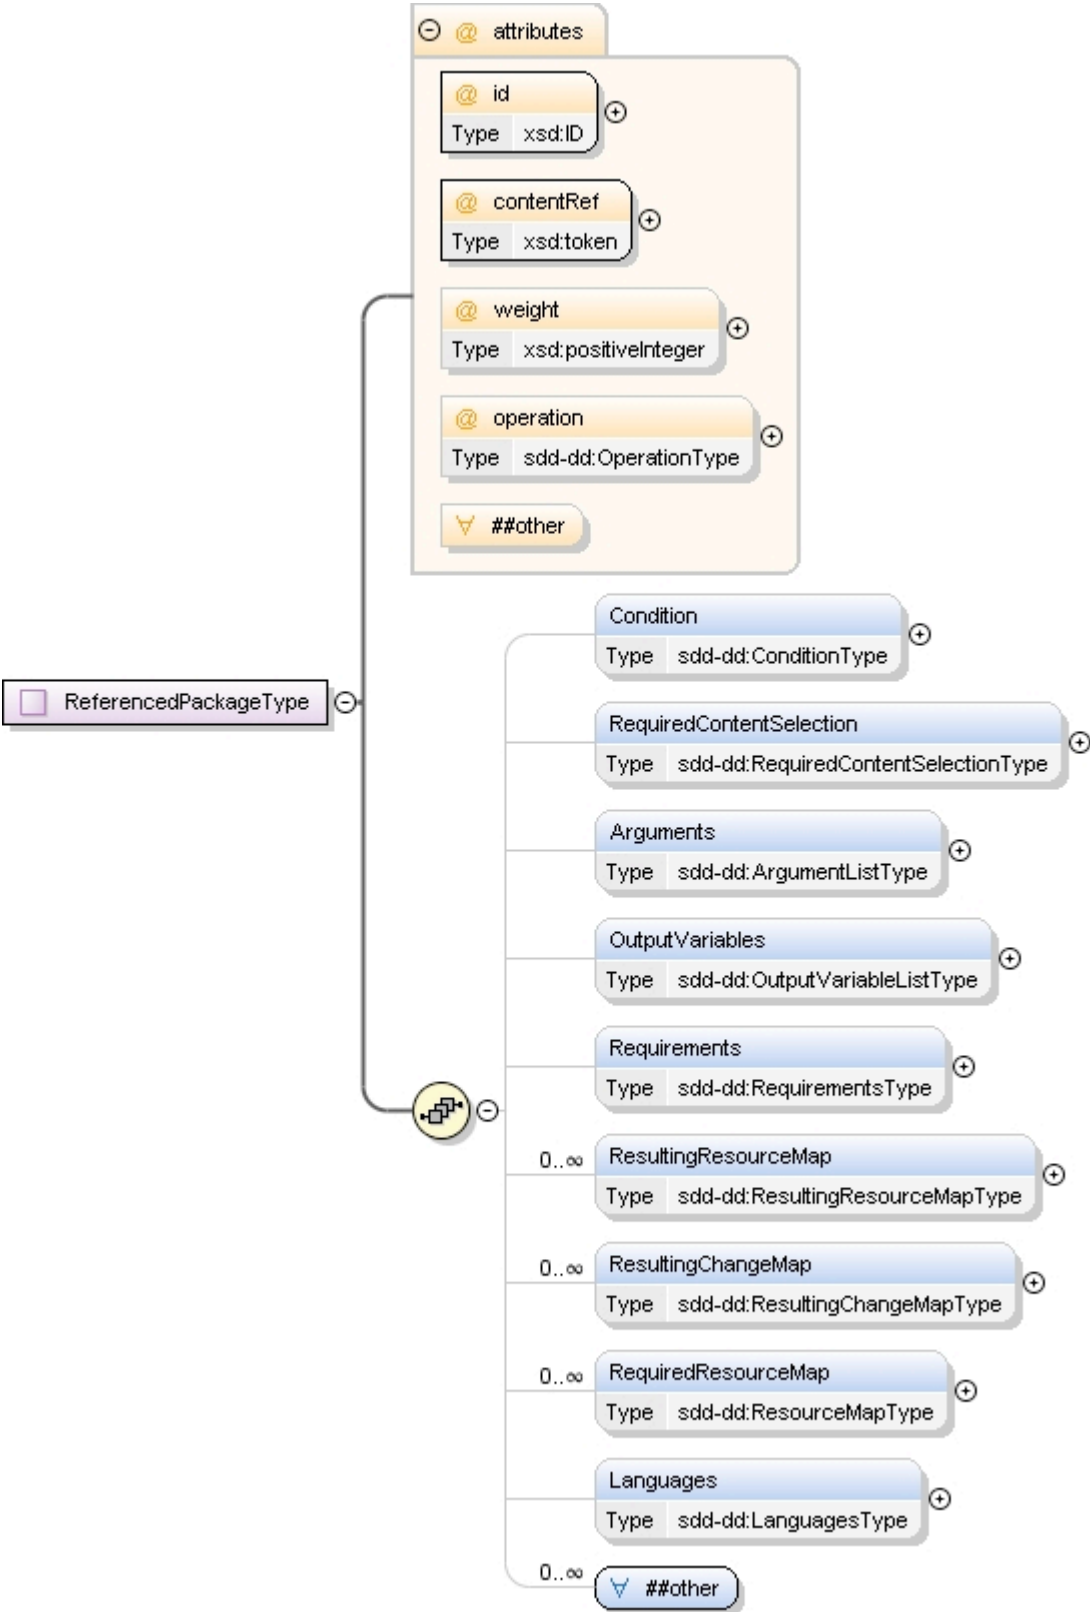 @ attributes
@ id
Type xsd:ID
@ contentRef
Type xsd:token
@ weight
Type xsd:positiveInteger
@ operation
Type sdd-dd:OperationType
∀ ##other
ReferencedPackageType
Condition
Type sdd-dd:ConditionType
RequiredContentSelection
Type sdd-dd:RequiredContentSelectionType
Arguments
Type sdd-dd:ArgumentListType
OutputVariables
Type sdd-dd:OutputVariableListType
Requirements
Type sdd-dd:RequirementsType
0..∞
ResultingResourceMap
Type sdd-dd:ResultingResourceMapType
0..∞
ResultingChangeMap
Type sdd-dd:ResultingChangeMapType
0..∞
RequiredResourceMap
Type sdd-dd:ResourceMapType
Languages
Type sdd-dd:LanguagesType
0..∞
∀ ##other